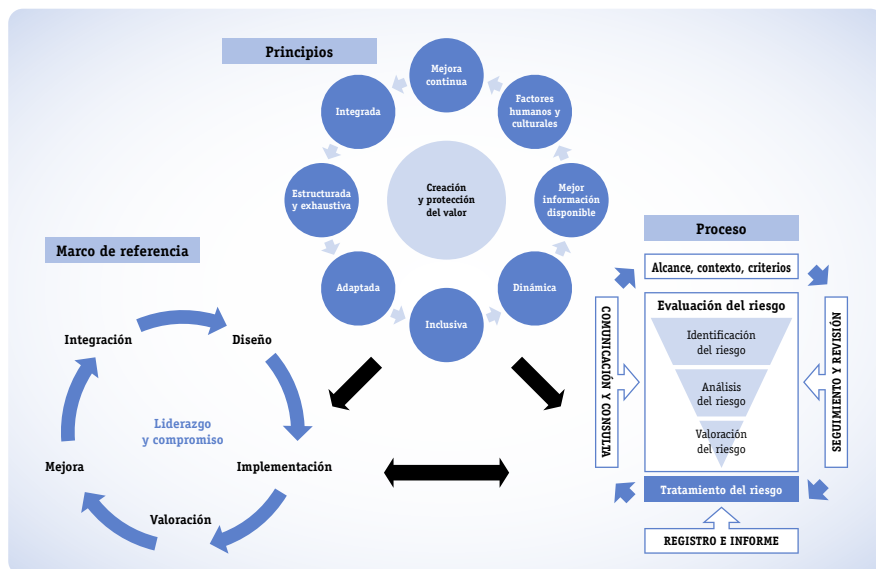 Principios
Mejora
continua
Integrada
Factores
humanos y
culturales
Estructurada
y exhaustiva
Creación
y protección
del valor
Mejor
información
disponible
Adaptada
Dinámica
Inclusiva
Marco de referencia
Integración
Diseño
Liderazgo
y compromiso
Mejora
Implementación
Valoración
Proceso
Alcance, contexto, criterios
COMUNICACIÓN Y CONSULTA
Evaluación del riesgo
Identificación
del riesgo
Análisis
del riesgo
Valoración
del riesgo
SEGUIMIENTO Y REVISIÓN
Tratamiento del riesgo
REGISTRO E INFORME